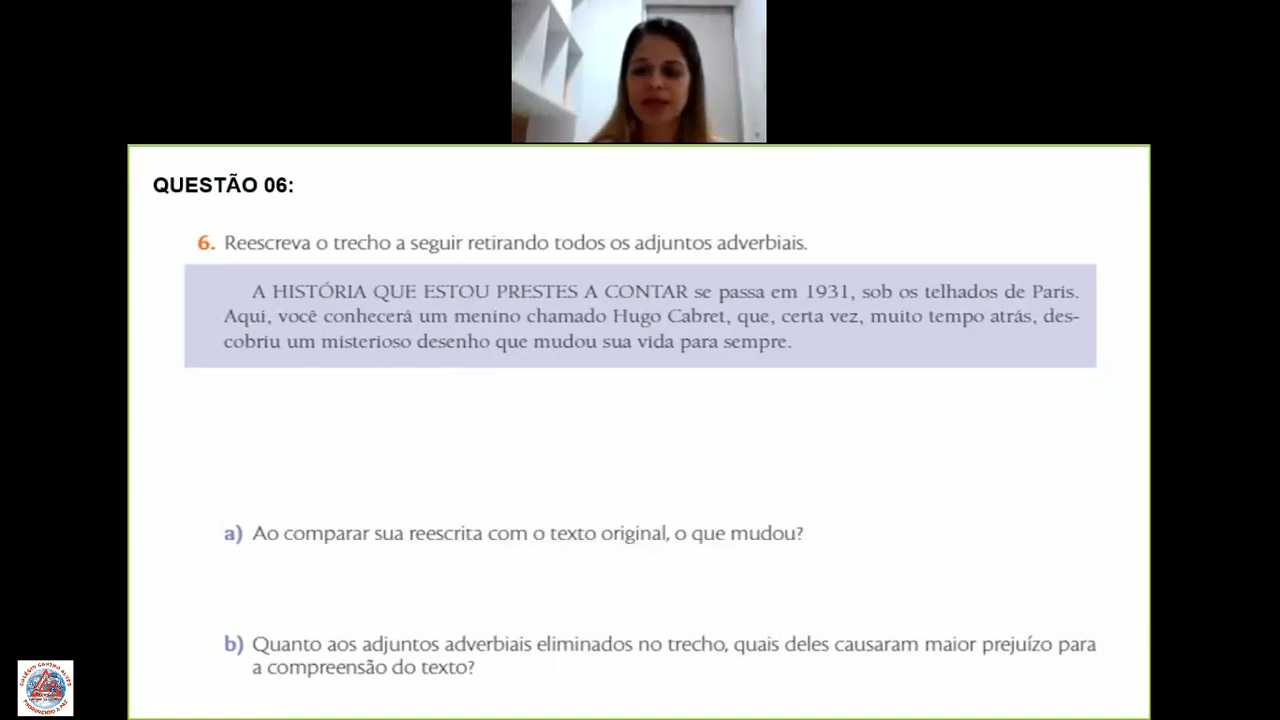 QUESTÃO 06:
6. Reescreva o trecho a seguir retirando todos os adjuntos adverbiais.
A HISTÓRIA QUE ESTOU PRESTES A CONTAR se passa em 1931, sob os telhados de Paris.
Aqui, você conhecerá um menino chamado Hugo Cabret, que, certa vez, muito tempo atrás, des-
cobriu um misterioso desenho que mudou sua vida para sempre.
a) Ao comparar sua reescrita com o texto original, o que mudou?
b) Quanto aos adjuntos adverbiais eliminados no trecho, quais deles causaram maior prejuízo para
a compreensão do texto?
COLÉGIO CASTRO ALVES